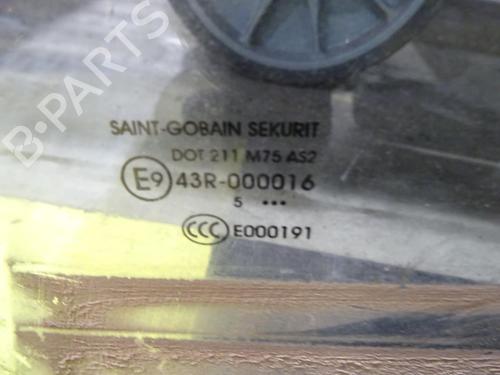 SAINT-GOBAIN SEKURIT
DOT 211 M75 AS2
E9 43R-000016
5 •••
CCC E000191
B-PARTS